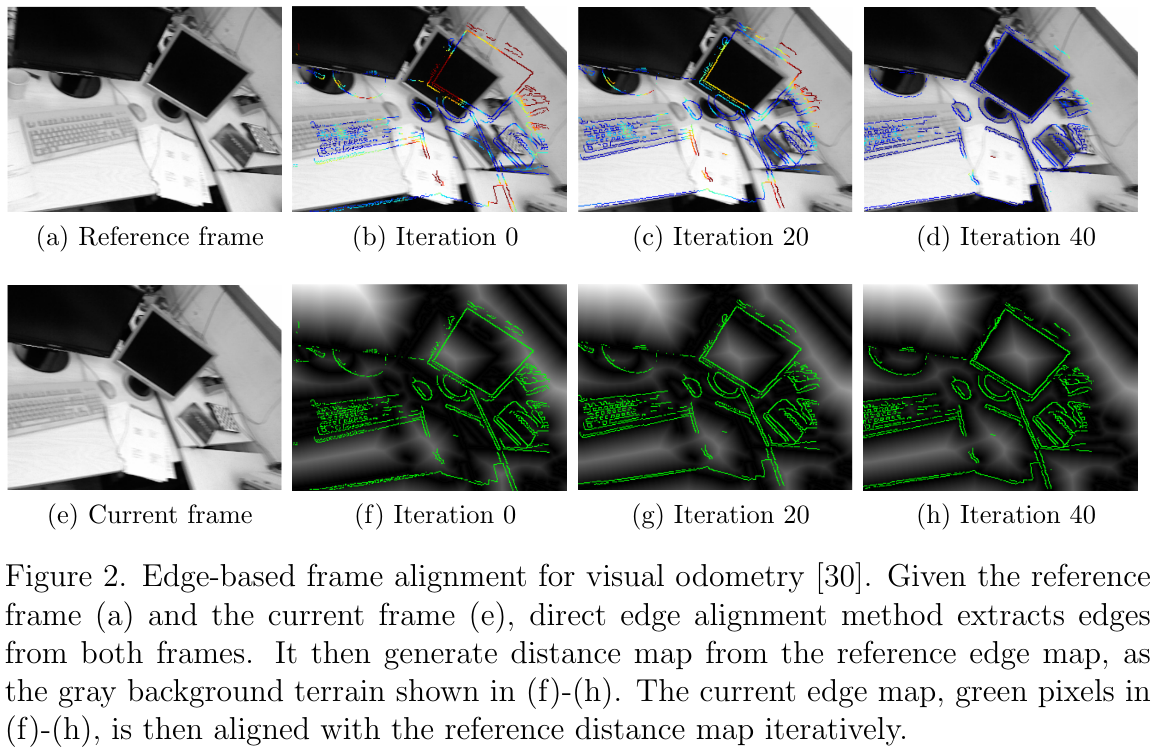 (a) Reference frame
(b) Iteration 0
(c) Iteration 20
(d) Iteration 40
(e) Current frame
(f) Iteration 0
(g) Iteration 20
(h) Iteration 40
Figure 2. Edge-based frame alignment for visual odometry [30]. Given the reference
frame (a) and the current frame (e), direct edge alignment method extracts edges
from both frames. It then generate distance map from the reference edge map, as
the gray background terrain shown in (f)-(h). The current edge map, green pixels in
(f)-(h), is then aligned with the reference distance map iteratively.